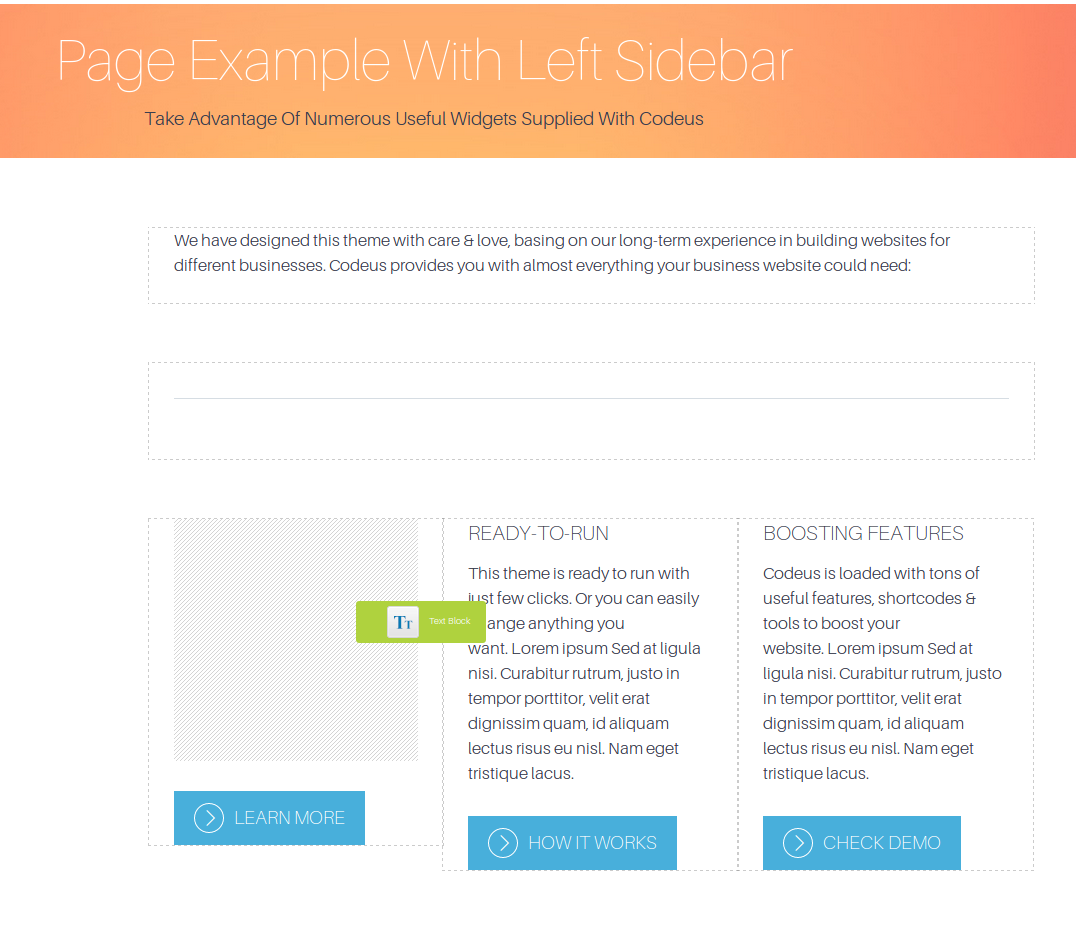 Page Example With Left Sidebar
Take Advantage Of Numerous Useful Widgets Supplied With Codeus
We have designed this theme with care & love, basing on our long-term experience in building websites for
different businesses. Codeus provides you with almost everything your business website could need:
READY-TO-RUN
This theme is ready to run with
just few clicks. Or you can easily
ange anything you
want. Lorem ipsum Sed at ligula
nisi. Curabitur rutrum, justo in
tempor porttitor, velit erat
dignissim quam, id aliquam
lectus risus eu nisl. Nam eget
tristique lacus.
BOOSTING FEATURES
Codeus is loaded with tons of
useful features, shortcodes &
tools to boost your
website. Lorem ipsum Sed at
ligula nisi. Curabitur rutrum, justo
in tempor porttitor, velit erat
dignissim quam, id aliquam
lectus risus eu nisl. Nam eget
tristique lacus.
TT Text Block
LEARN MORE
HOW IT WORKS
CHECK DEMO